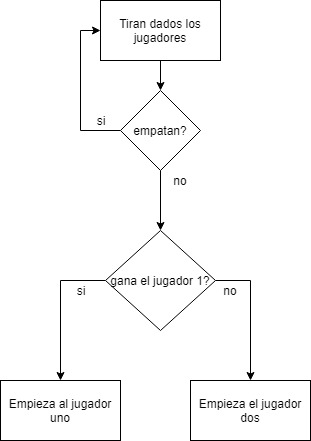 Tiran dados los
jugadores
si
empatan?
no
gana el jugador 1?
si
no
Empieza al jugador
uno
Empieza el jugador
dos